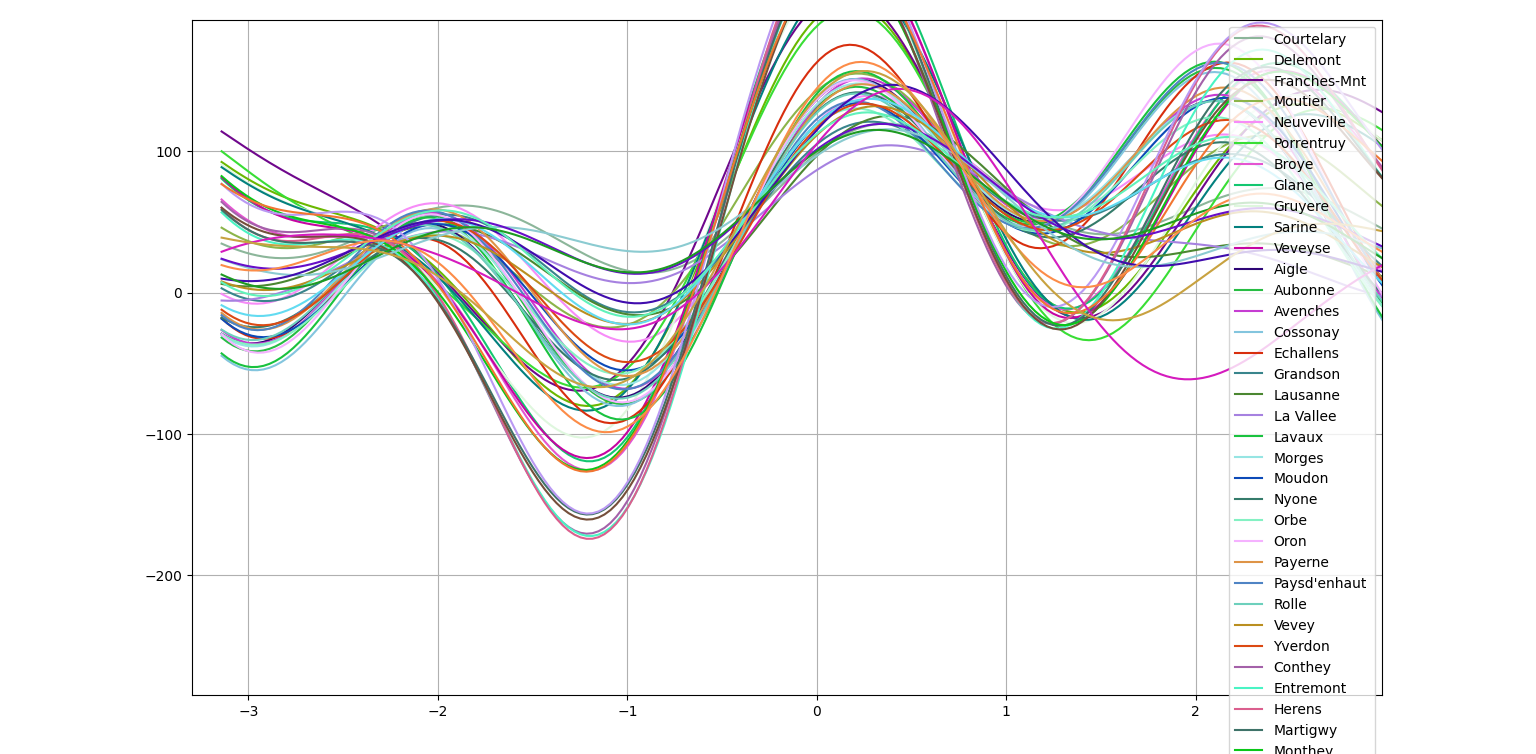 100
0
−100
−200
−3
−2
−1
0
1
2
Courtelary
Delemont
Franches-Mnt
Moutier
Neuveville
Porrentruy
Broye
Glane
Gruyere
Sarine
Veveyse
Aigle
Aubonne
Avenches
Cossonay
Echallens
Grandson
Lausanne
La Vallee
Lavaux
Morges
Moudon
Nyone
Orbe
Oron
Payerne
Paysd'enhaut
Rolle
Vevey
Yverdon
Conthey
Entremont
Herens
Martigwy
Monthey